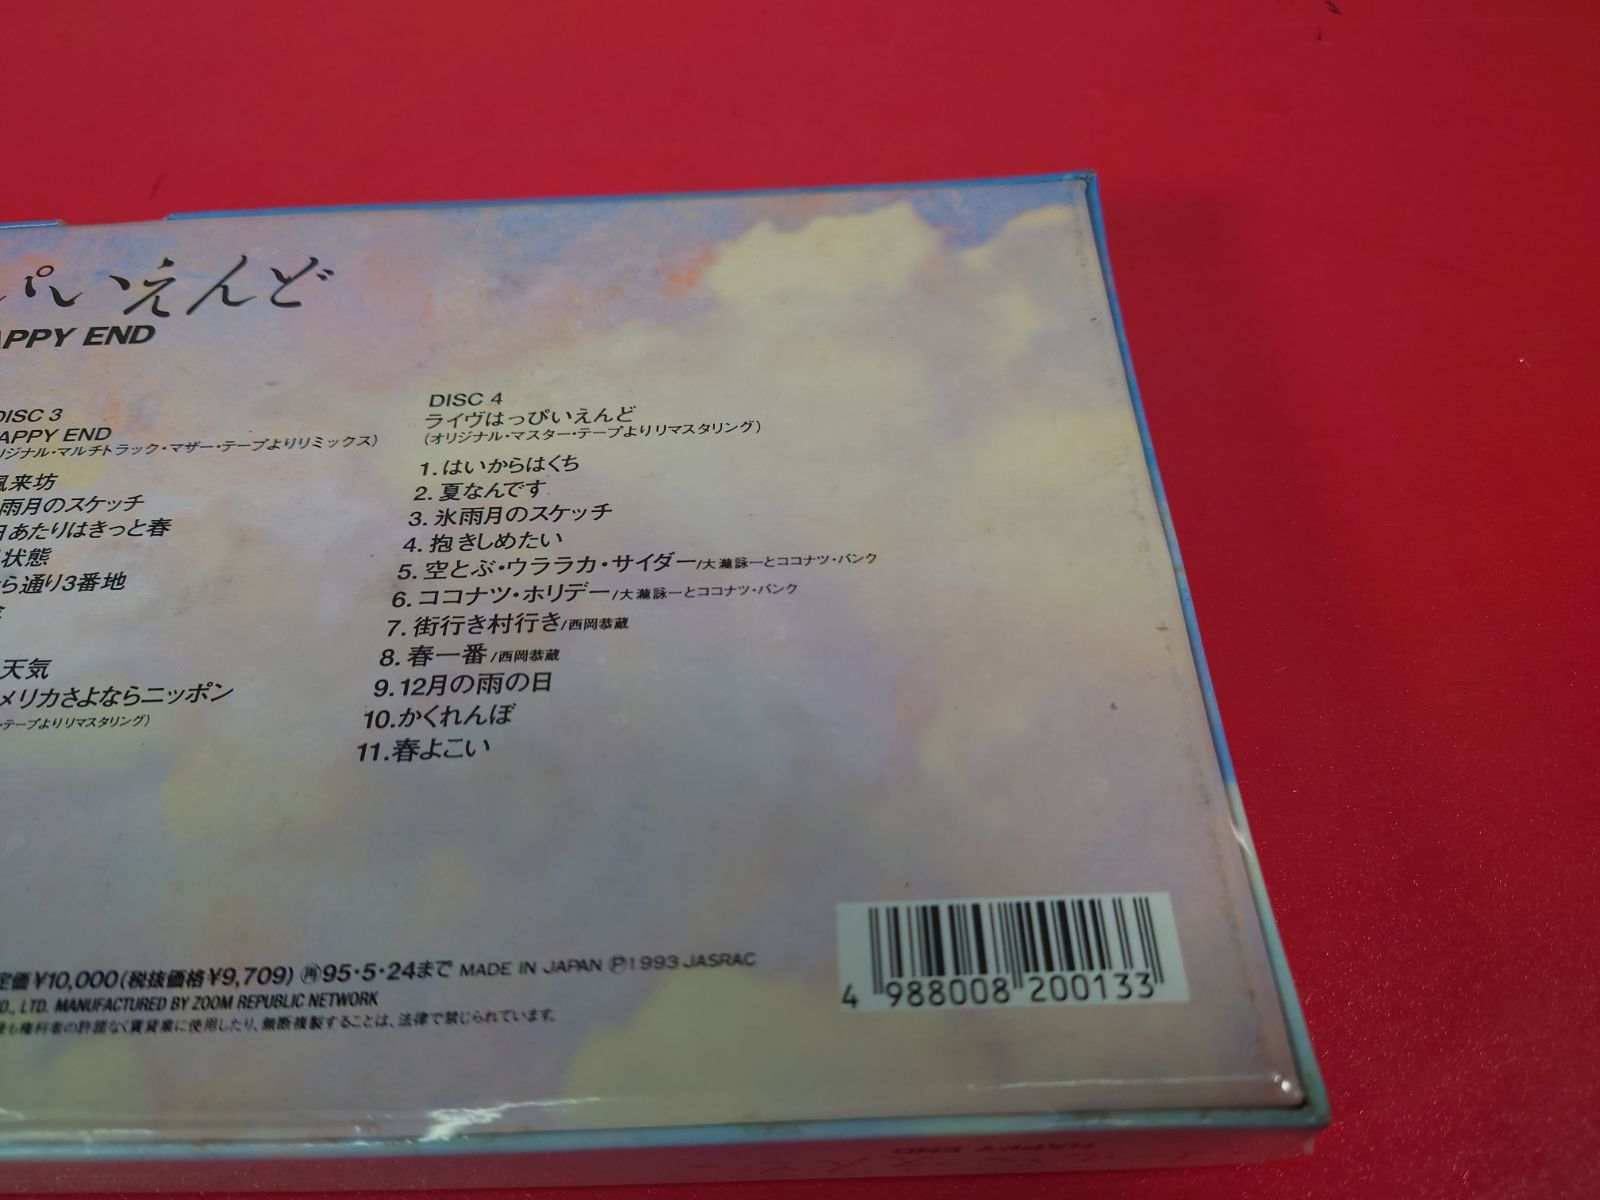 ぴいえんど
APPY END
DISC 3
APPY END
リジナル・マルチトラック・マザー・テープよりリミックス)
風来坊
雨月のスケッチ
日あたりはきっと春
状態
ら通り3番地
天気
メリカさよならニッポン
・テープよりリマスタリング)
DISC 4
ライヴはっぴいえんど
(オリジナル・マスター・テープよりリマスタリング)
1.はいからはくち
2.夏なんです
3.氷雨月のスケッチ
4.抱きしめたい
5.空とぶ・ウララカ・サイダー/大瀧詠一とココナツ・バンク
6.ココナツ・ホリデー/大瀧詠一とココナツ・バンク
7.街行き村行き/西岡恭蔵
8.春一番/西岡恭蔵
9.12月の雨の日
10.かくれんぼ
11.春よこい
定価¥10,000(税抜価格¥9,709) 再95・5・24まで MADE IN JAPAN Ⓟ1993 JASRAC
O., LTD. MANUFACTURED BY ZOOM REPUBLIC NETWORK
も権利者の許諾なく賃貸業に使用したり、無断複製することは、法律で禁じられています。
4 988008 200133
HAPPY END